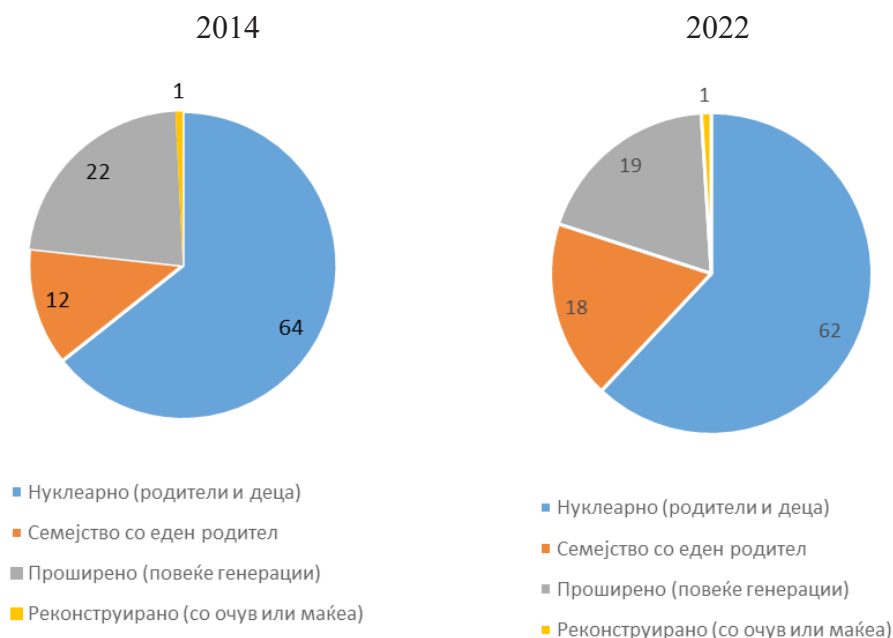 2014
1
22
12
64
Нуклеарно (родители и деца)
Семејство со еден родител
Проширено (повеќе генерации)
Реконструирано (со очув или маќеа)
2022
1
19
18
62
Нуклеарно (родители и деца)
Семејство со еден родител
Проширено (повеќе генерации)
Реконструирано (со очув или маќеа)